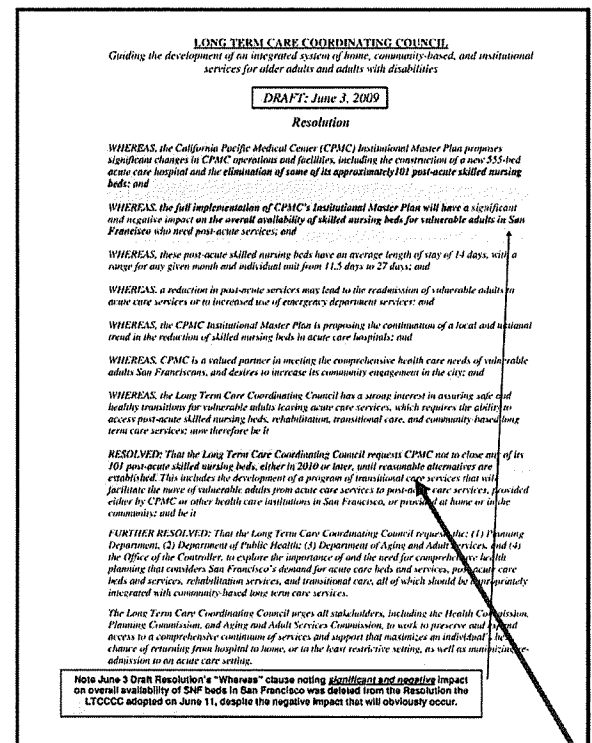 LONG TERM CARE COORDINATING COUNCIL
Guiding the development of an integrated system of home, community-based, and institutional
services for older adults and adults with disabilities
DRAFT: June 3, 2009
Resolution
WHEREAS, the California Pacific Medical Center (CPMC) Institutional Master Plan proposes
significant changes in CPMC operations and facilities, including the construction of a new 555-bed
acute care hospital and the elimination of some of its approximately101 post-acute skilled nursing
beds; and
WHEREAS, the full implementation of CPMC's Institutional Master Plan will have a significant
and negative impact on the overall availability of skilled nursing beds for vulnerable adults in San
Francisco who need post-acute services; and
WHEREAS, these post-acute skilled nursing beds have an average length of stay of 14 days, with a
range for any given month and individual unit from 11.5 days to 27 days; and
WHEREAS, a reduction in post-acute services may lead to the readmission of vulnerable adults to
acute care services or to increased use of emergency department services; and
WHEREAS, the CPMC Institutional Master Plan is proposing the continuation of a local and national
trend in the reduction of skilled nursing beds in acute care hospitals; and
WHEREAS, CPMC is a valued partner in meeting the comprehensive health care needs of vulnerable
adults San Franciscans, and desires to increase its community engagement in the city; and
WHEREAS, the Long Term Care Coordinating Council has a strong interest in assuring safe and
healthy transitions for vulnerable adults leaving acute care services, which requires the ability to
access post-acute skilled nursing beds, rehabilitation, transitional care, and community-based long
term care services; now therefore be it
RESOLVED: That the Long Term Care Coordinating Council requests CPMC not to close any of its
101 post-acute skilled nursing beds, either in 2010 or later, until reasonable alternatives are
established. This includes the development of a program of transitional care services that will
facilitate the move of vulnerable adults from acute care services to post-acute care services, provided
either by CPMC or other health care institutions in San Francisco, or provided at home or in the
community; and be it
FURTHER RESOLVED: That the Long Term Care Coordinating Council requests the: (1) Planning
Department, (2) Department of Public Health; (3) Department of Aging and Adult Services, and (4)
the Office of the Controller, to explore the importance of and the need for comprehensive health
planning that considers San Francisco's demand for acute care beds and services, post-acute care
beds and services, rehabilitation services, and transitional care, all of which should be appropriately
integrated with community-based long term care services.
The Long Term Care Coordinating Council urges all stakeholders, including the Health Commission,
Planning Commission, and Aging and Adult Services Commission, to work to preserve and expand
access to a comprehensive continuum of services and support that maximizes an individual's best
chance of returning from hospital to home, or to the least restrictive setting, as well as minimizing re-
admission to an acute care setting.
Note June 3 Draft Resolution's "Whereas" clause noting significant and negative impact
on overall availability of SNF beds in San Francisco was deleted from the Resolution the
LTCCCC adopted on June 11, despite the negative impact that will obviously occur.